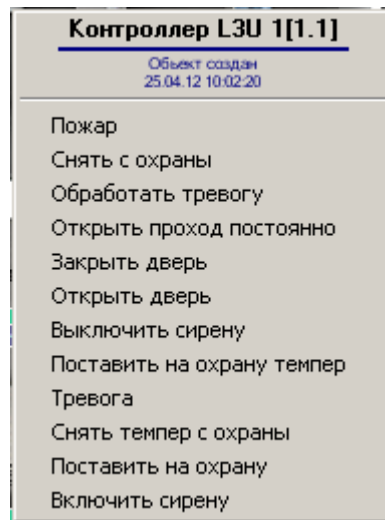 Контроллер L3U 1[1.1]
Обьект создан
25.04.12 10:02:20
Пожар
Снять с охраны
Обработать тревогу
Открыть проход постоянно
Закрыть дверь
Открыть дверь
Выключить сирену
Поставить на охрану темпер
Тревога
Снять темпер с охраны
Поставить на охрану
Включить сирену